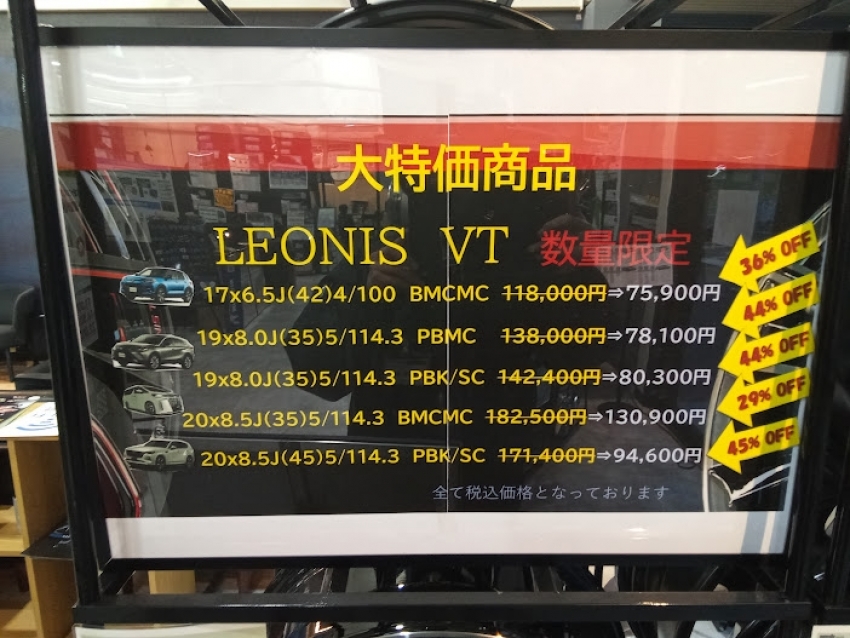 大特価商品
LEONIS VT 数量限定
17x6.5J(42)4/100 BMCMC 118,000円⇒75,900円 36% OFF
19x8.0J(35)5/114.3 PBMC 138,000円⇒78,100円 44% OFF
19x8.0J(35)5/114.3 PBK/SC 142,400円⇒80,300円 44% OFF
20x8.5J(35)5/114.3 BMCMC 182,500円⇒130,900円 29% OFF
20x8.5J(45)5/114.3 PBK/SC 171,400円⇒94,600円 45% OFF
全て税込価格となっております